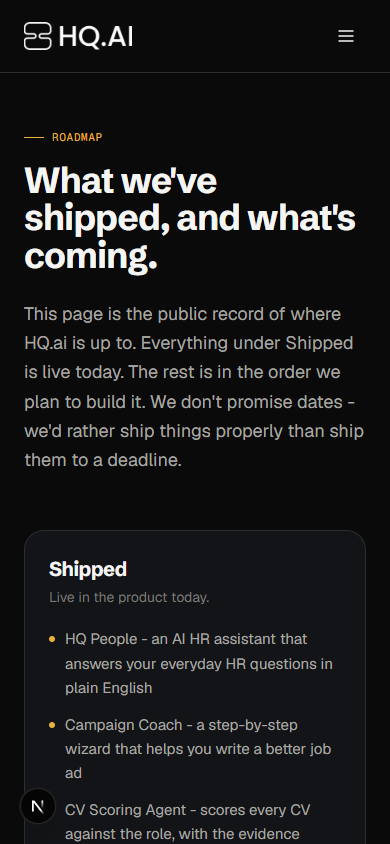 HQ.AI
ROADMAP
What we've
shipped, and what's
coming.
This page is the public record of where
HQ.ai is up to. Everything under Shipped
is live today. The rest is in the order we
plan to build it. We don't promise dates -
we'd rather ship things properly than ship
them to a deadline.
Shipped
Live in the product today.
HQ People - an AI HR assistant that
answers your everyday HR questions in
plain English
Campaign Coach - a step-by-step
wizard that helps you write a better job
ad
CV Scoring Agent - scores every CV
against the role, with the evidence
N